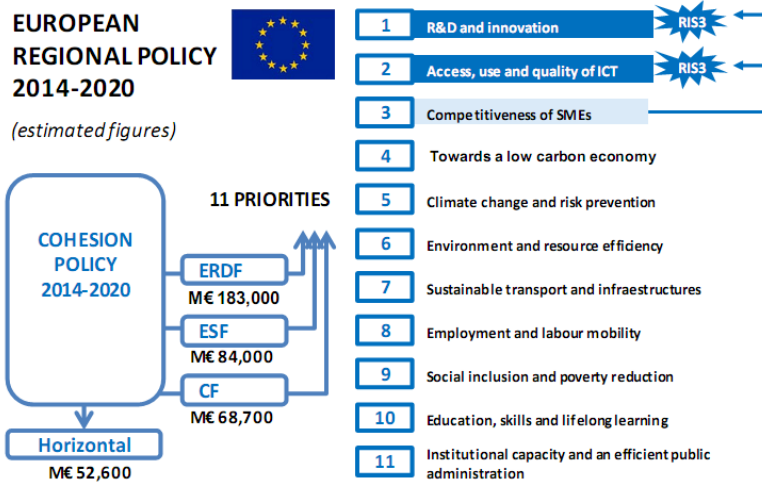 EUROPEAN
REGIONAL POLICY
2014-2020
(estimated figures)
COHESION
POLICY
2014-2020
11 PRIORITIES
ERDF
M€ 183,000
ESF
M€ 84,000
CF
M€ 68,700
Horizontal
M€ 52,600
1 R&D and innovation RIS3
2 Access, use and quality of ICT RIS3
3 Competitiveness of SMEs
4 Towards a low carbon economy
5 Climate change and risk prevention
6 Environment and resource efficiency
7 Sustainable transport and infraestructures
8 Employment and labour mobility
9 Social inclusion and poverty reduction
10 Education, skills and lifelong learning
11 Institutional capacity and an efficient public
administration